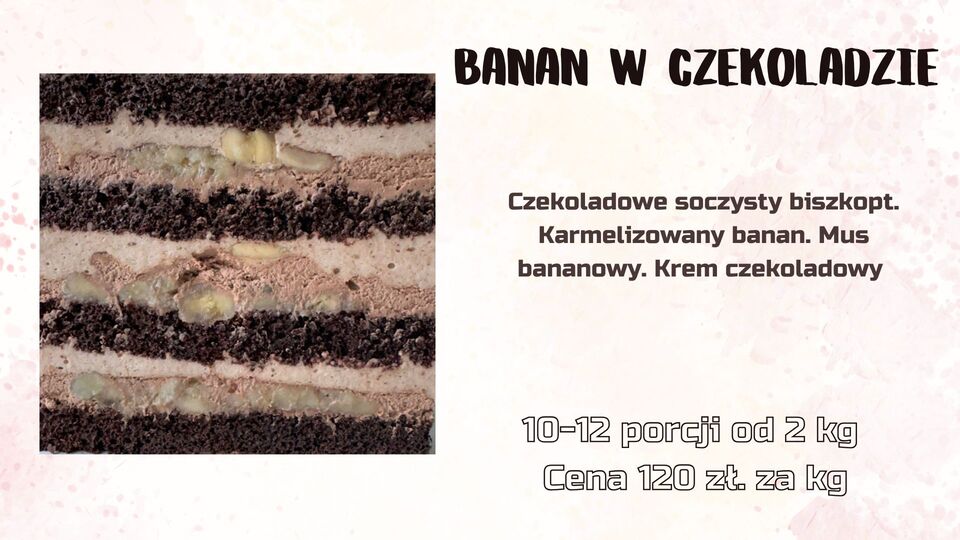 BANAN W CZEKOLADZIE
Czekoladowe soczysty biszkopt.
Karmelizowany banan. Mus
bananowy. Krem czekoladowy
10-12 porcji od 2 kg
Cena 120 zł. za kg